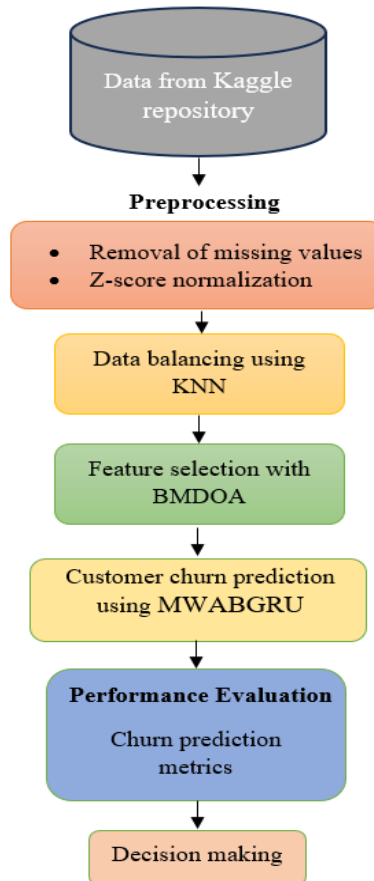 Data from Kaggle
repository
Preprocessing
• Removal of missing values
• Z-score normalization
Data balancing using
KNN
Feature selection with
BMDOA
Customer churn prediction
using MWABGRU
Performance Evaluation
Churn prediction
metrics
Decision making